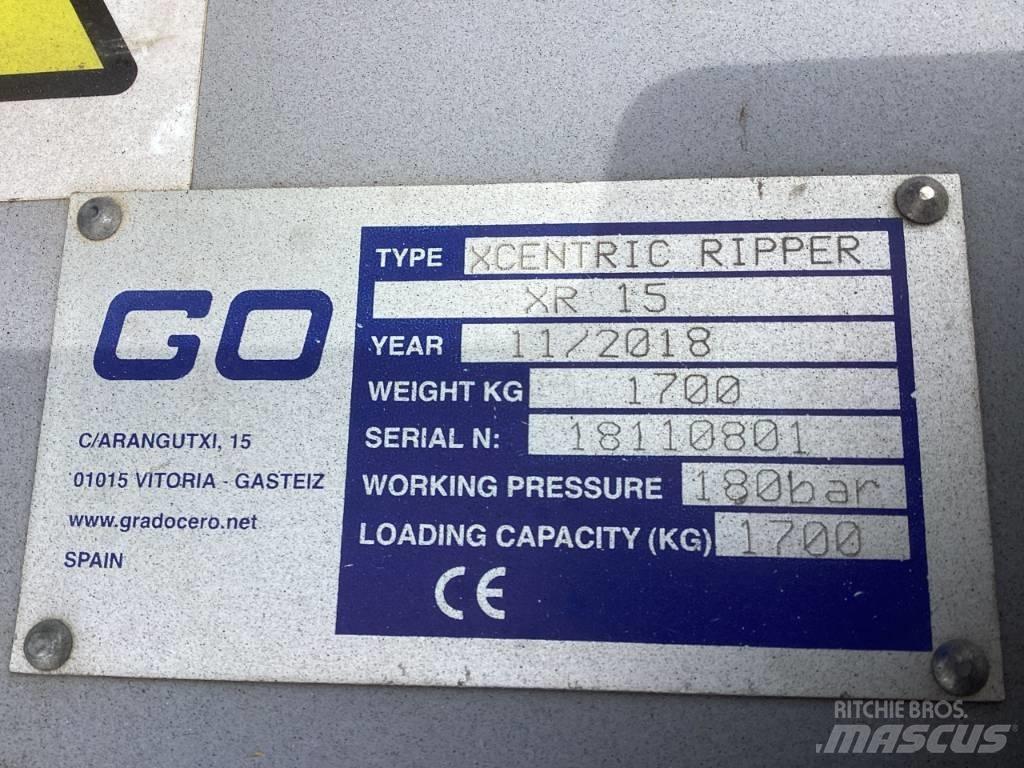 GO
C/ARANGUTXI, 15
01015 VITORIA - GASTEIZ
www.gradocero.net
SPAIN
TYPE XCENTRIC RIPPER
XR 15
YEAR 11/2018
WEIGHT KG 1700
SERIAL N: 18110801
WORKING PRESSURE 180bar
LOADING CAPACITY (KG) 1700
CE
RITCHIE BROS.
MASCUS